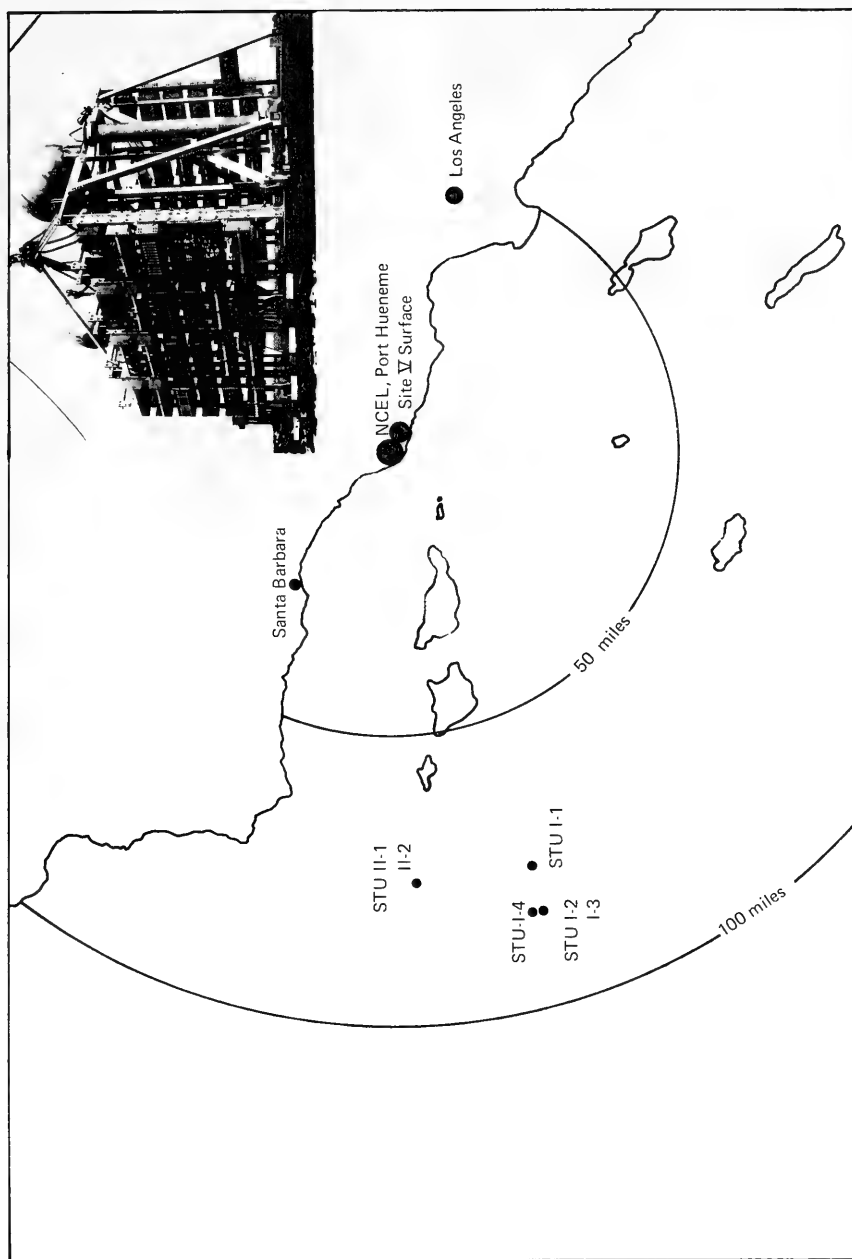 Los Angeles
NCEL, Port Hueneme
Site V Surface
Santa Barbara
50 miles
STU II-1
II-2
STU I-1
STU-I-4
STU I-2
I-3
100 miles